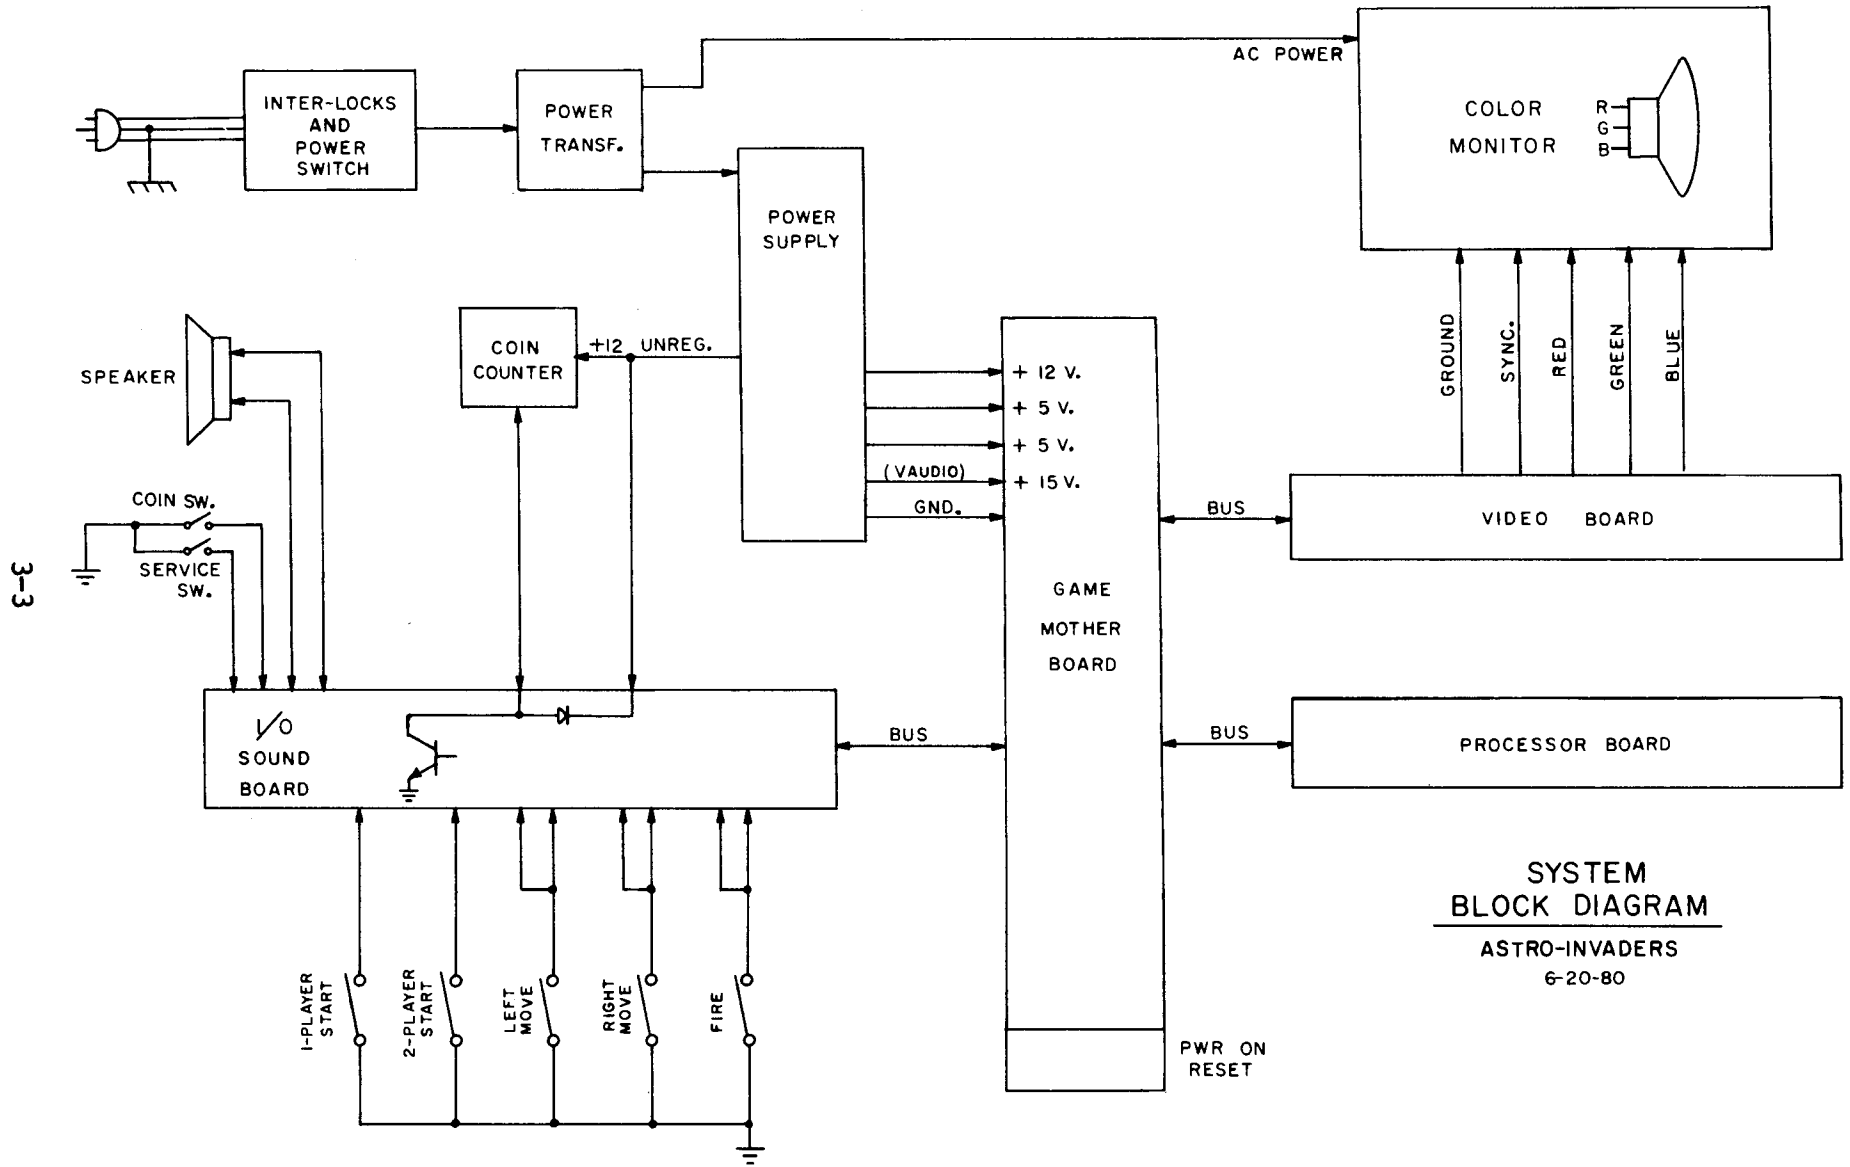 AC POWER
INTER-LOCKS
AND
POWER
SWITCH
POWER
TRANSF.
COLOR
MONITOR
R
G
B
POWER
SUPPLY
SPEAKER
COIN
COUNTER
+12 UNREG.
+ 12 V.
+ 5 V.
+ 5 V.
(VAUDIO)
+ 15 V.
GND.
GROUND
SYNC.
RED
GREEN
BLUE
COIN SW.
SERVICE
SW.
BUS
VIDEO BOARD
3-3
GAME
MOTHER
BOARD
I/O
SOUND
BOARD
BUS
BUS
PROCESSOR BOARD
1-PLAYER
START
2-PLAYER
START
LEFT
MOVE
RIGHT
MOVE
FIRE
PWR ON
RESET
SYSTEM
BLOCK DIAGRAM
ASTRO-INVADERS
6-20-80